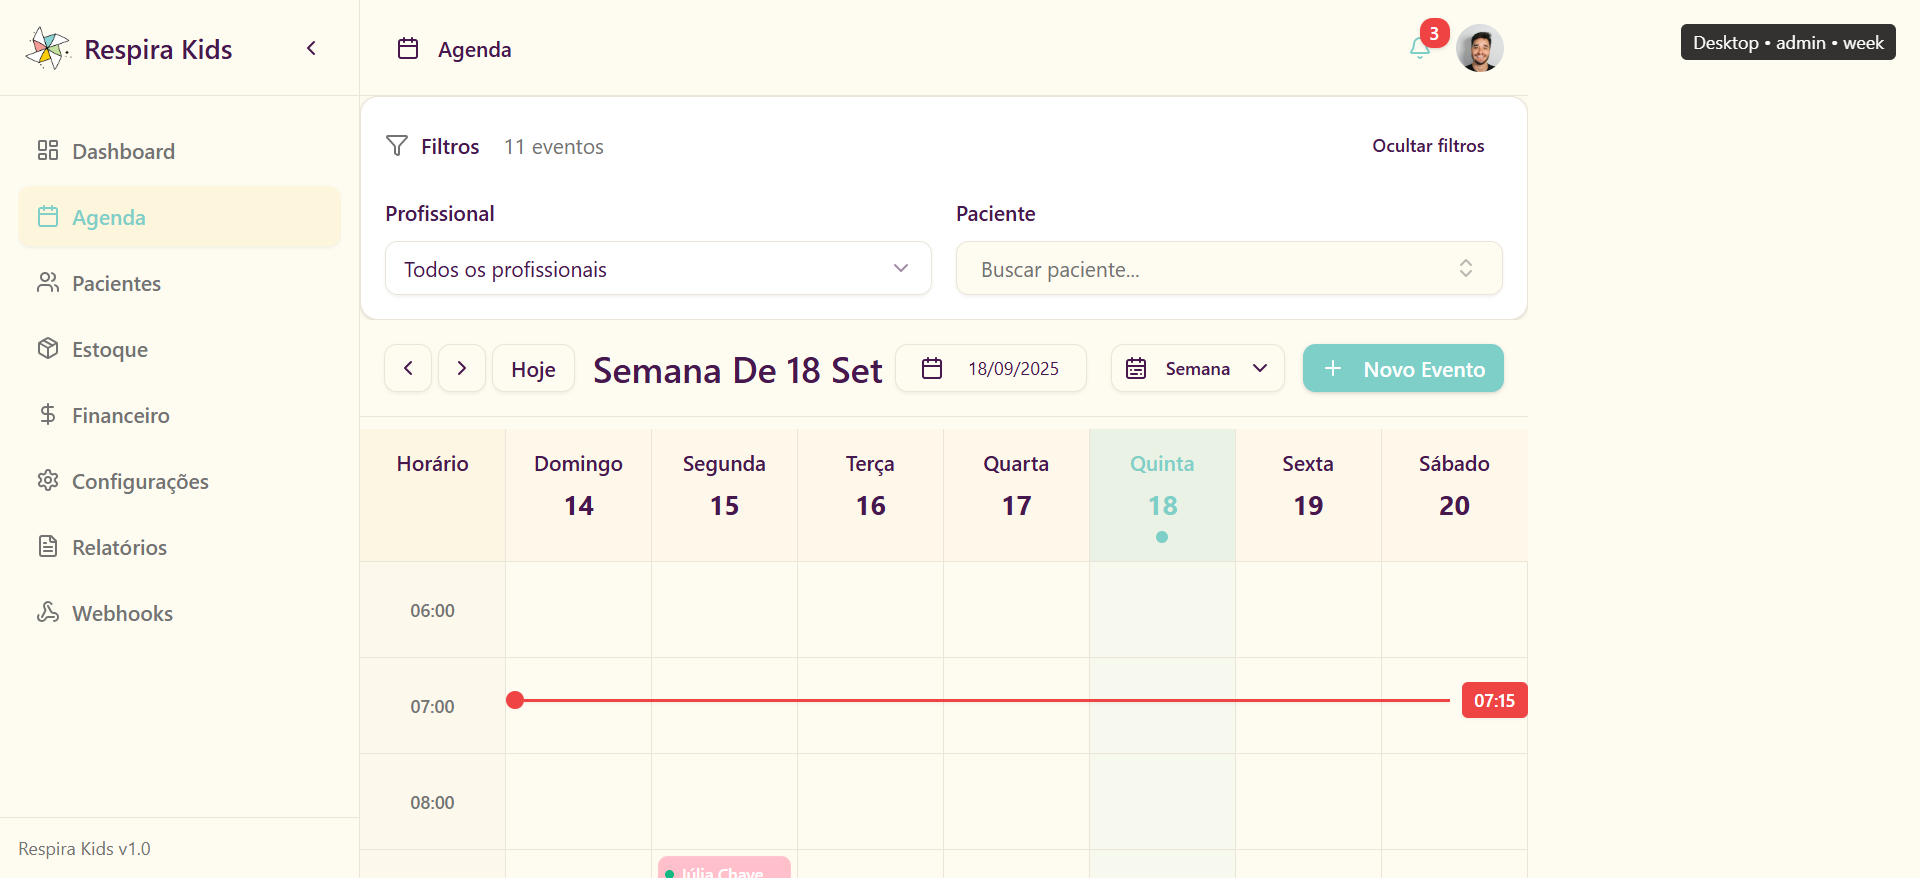 Respira Kids
Agenda
3
Desktop • admin • week
Dashboard
Agenda
Pacientes
Estoque
Financeiro
Configurações
Relatórios
Webhooks
Respira Kids v1.0
Filtros 11 eventos
Ocultar filtros
Profissional
Paciente
Todos os profissionais
Buscar paciente...
Hoje
Semana De 18 Set
18/09/2025
Semana
Novo Evento
Horário
Domingo
14
Segunda
15
Terça
16
Quarta
17
Quinta
18
Sexta
19
Sábado
20
06:00
07:00
07:15
08:00
Júlia Chave